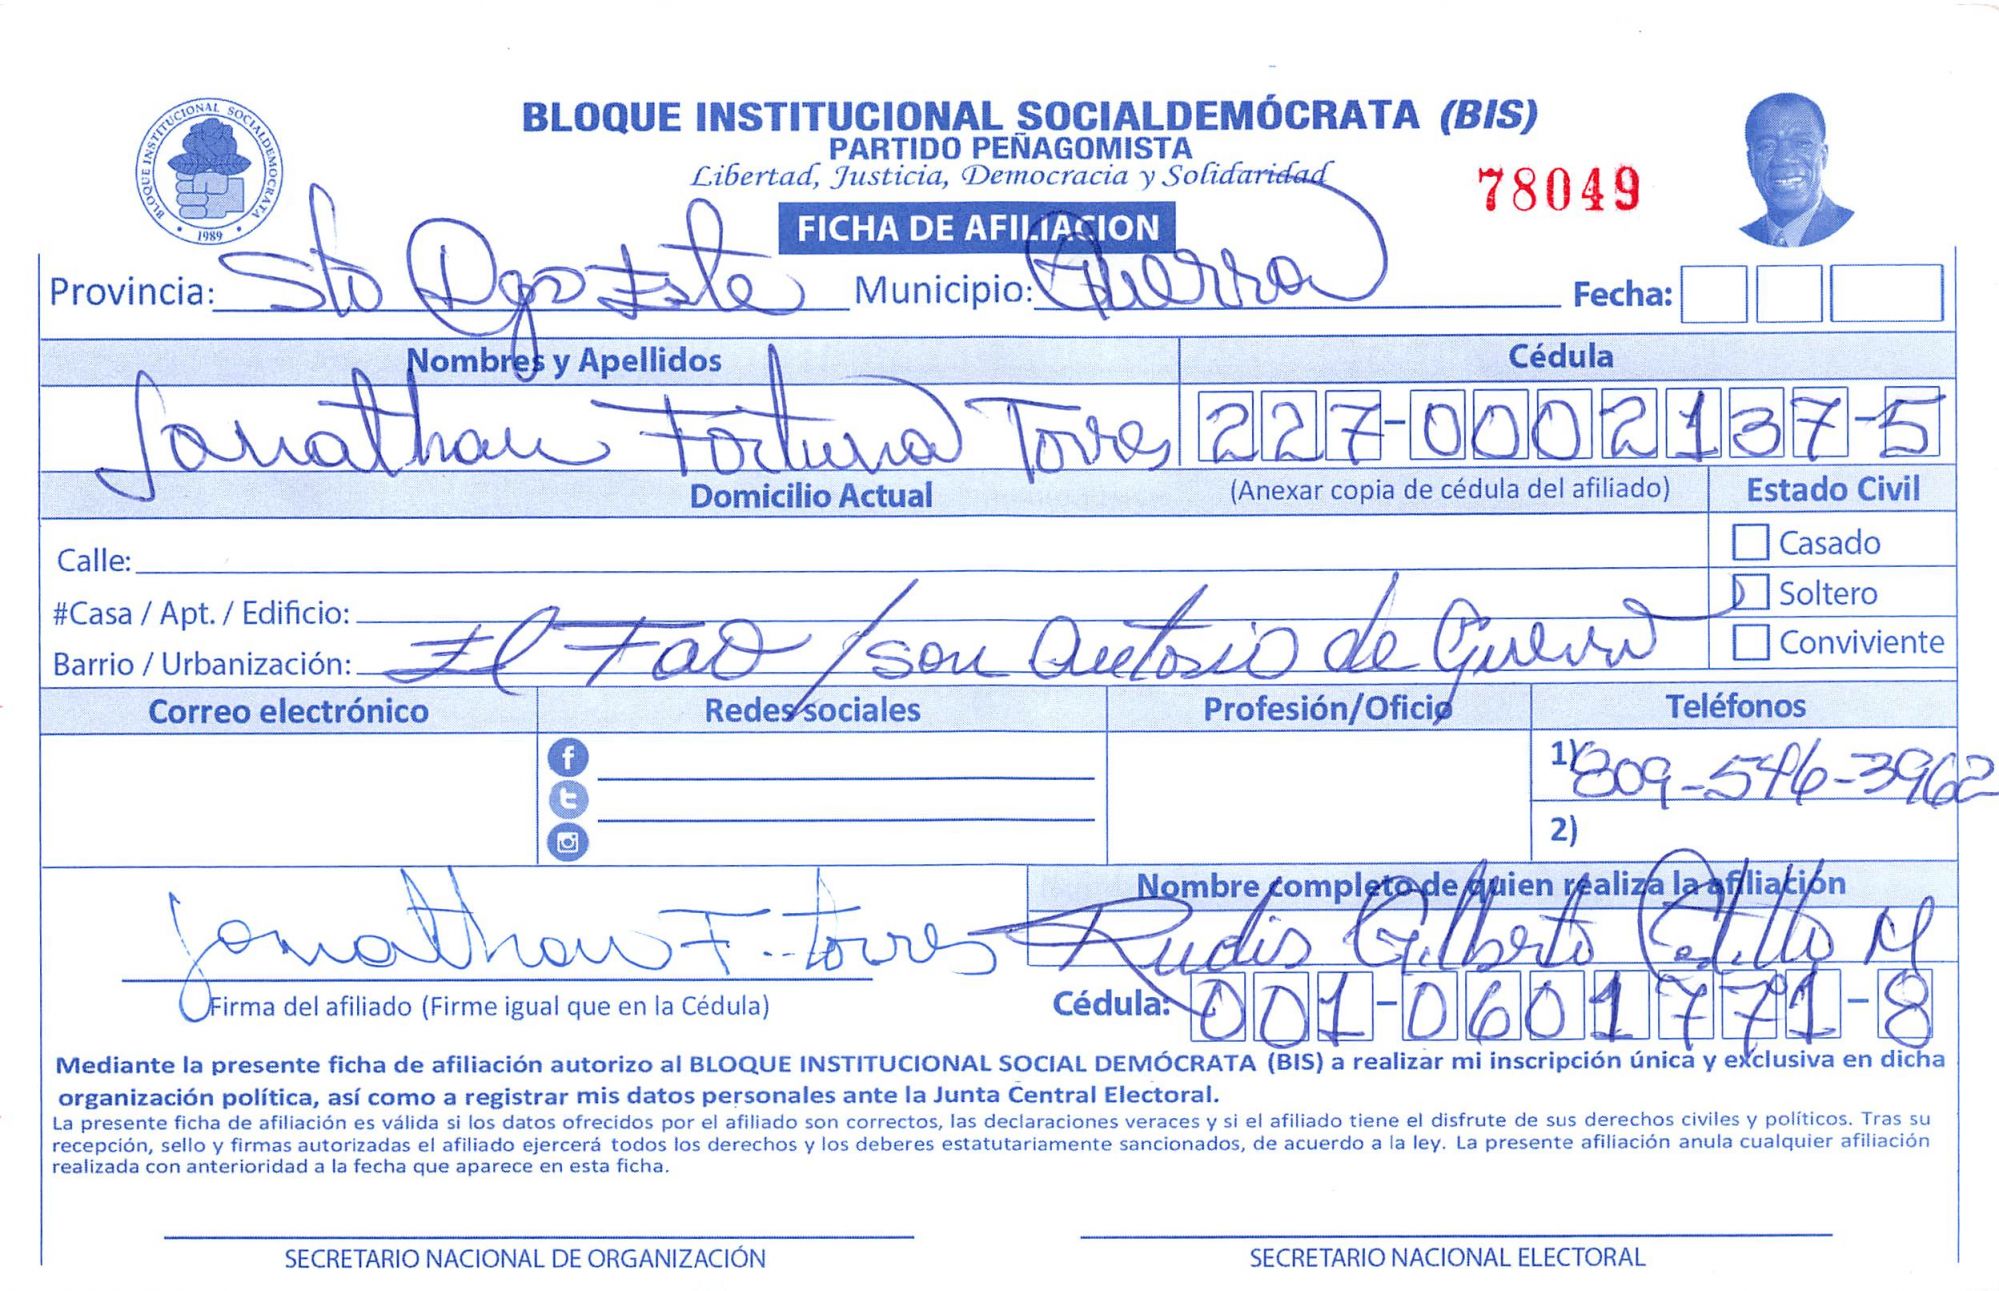 BLOQUE INSTITUCIONAL SOCIALDEMÓCRATA (BIS)
PARTIDO PEÑAGOMISTA
Libertad, Justicia, Democracia y Solidaridad
78049
BLOQUE INSTITUCIONAL SOCIALDEMOCRATA
1989
FICHA DE AFILIACION
Provincia: Sto Dgo Este Municipio: Guerra Fecha:
Nombres y Apellidos Cédula
Jonathan Fortuna Torres 227-0002137-5
Domicilio Actual (Anexar copia de cédula del afiliado) Estado Civil
Calle: Casado
#Casa / Apt. / Edificio: Soltero
Barrio / Urbanización: El Fao / san Antonio de Guerra Conviviente
Correo electrónico Redes sociales Profesión/Oficio Teléfonos
1) 809-546-3962
2)
Nombre completo de quien realiza la afiliación
Jonathan F. torres Rudis Gilberto Castillo M
Firma del afiliado (Firme igual que en la Cédula) Cédula: 001-0601771-8
Mediante la presente ficha de afiliación autorizo al BLOQUE INSTITUCIONAL SOCIAL DEMÓCRATA (BIS) a realizar mi inscripción única y exclusiva en dicha
organización política, así como a registrar mis datos personales ante la Junta Central Electoral.
La presente ficha de afiliación es válida si los datos ofrecidos por el afiliado son correctos, las declaraciones veraces y si el afiliado tiene el disfrute de sus derechos civiles y políticos. Tras su
recepción, sello y firmas autorizadas el afiliado ejercerá todos los derechos y los deberes estatutariamente sancionados, de acuerdo a la ley. La presente afiliación anula cualquier afiliación
realizada con anterioridad a la fecha que aparece en esta ficha.
SECRETARIO NACIONAL DE ORGANIZACIÓN SECRETARIO NACIONAL ELECTORAL